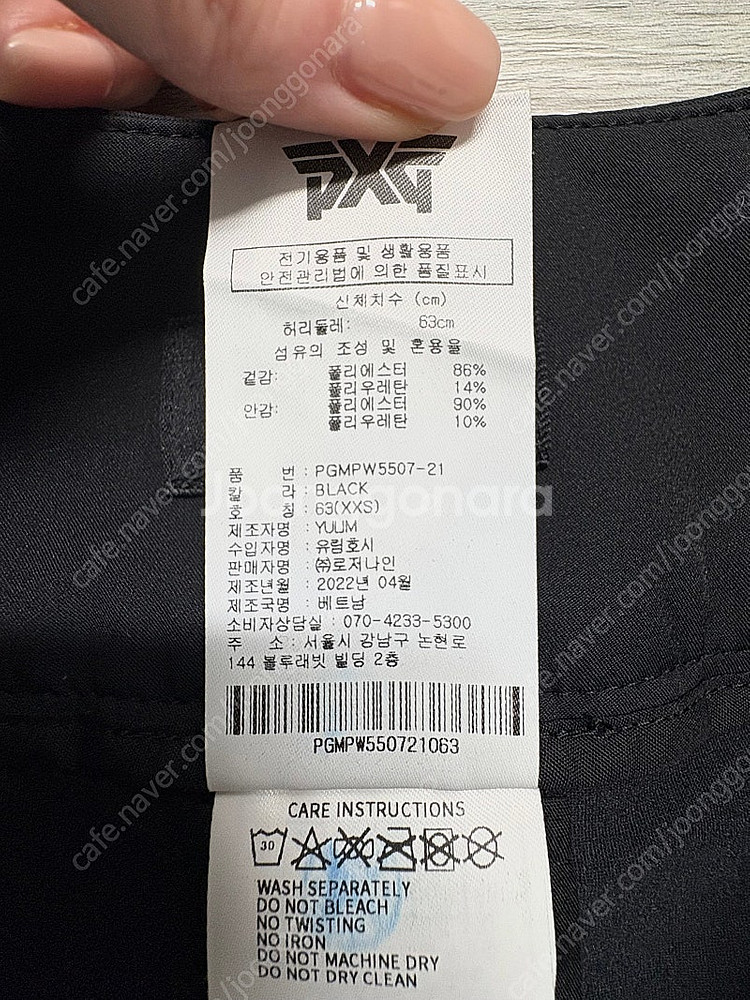 PXG
전기용품 및 생활용품
안전관리법에 의한 품질표시
신체치수 (cm)
허리둘레: 63cm
섬유의 조성 및 혼용율
겉감: 폴리에스터 86%
폴리우레탄 14%
안감: 폴리에스터 90%
폴리우레탄 10%
품 번 : PGMPW5507-21
칼 라 : BLACK
호 칭 : 63(XXS)
제조자명 : YUUM
수입자명 : 유림호시
판매자명 : ㈜로저나인
제조년월 : 2022년 04월
제조국명 : 베트남
소비자상담실 : 070-4233-5300
주 소 : 서울시 강남구 논현로
144 볼루래빗 빌딩 2층
PGMPW550721063
CARE INSTRUCTIONS
30
WASH SEPARATELY
DO NOT BLEACH
NO TWISTING
NO IRON
DO NOT MACHINE DRY
DO NOT DRY CLEAN
Joonggonara
cafe.naver.com/joonggonara